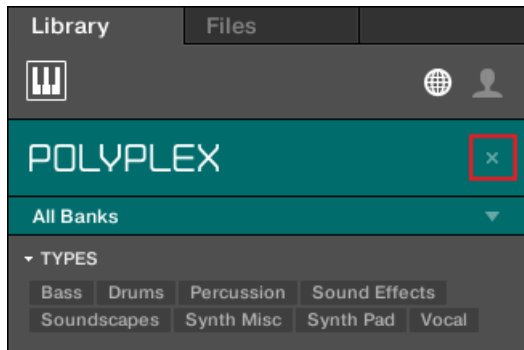 Library Files
POLYPLEX ×
All Banks
TYPES
Bass Drums Percussion Sound Effects
Soundscapes Synth Misc Synth Pad Vocal